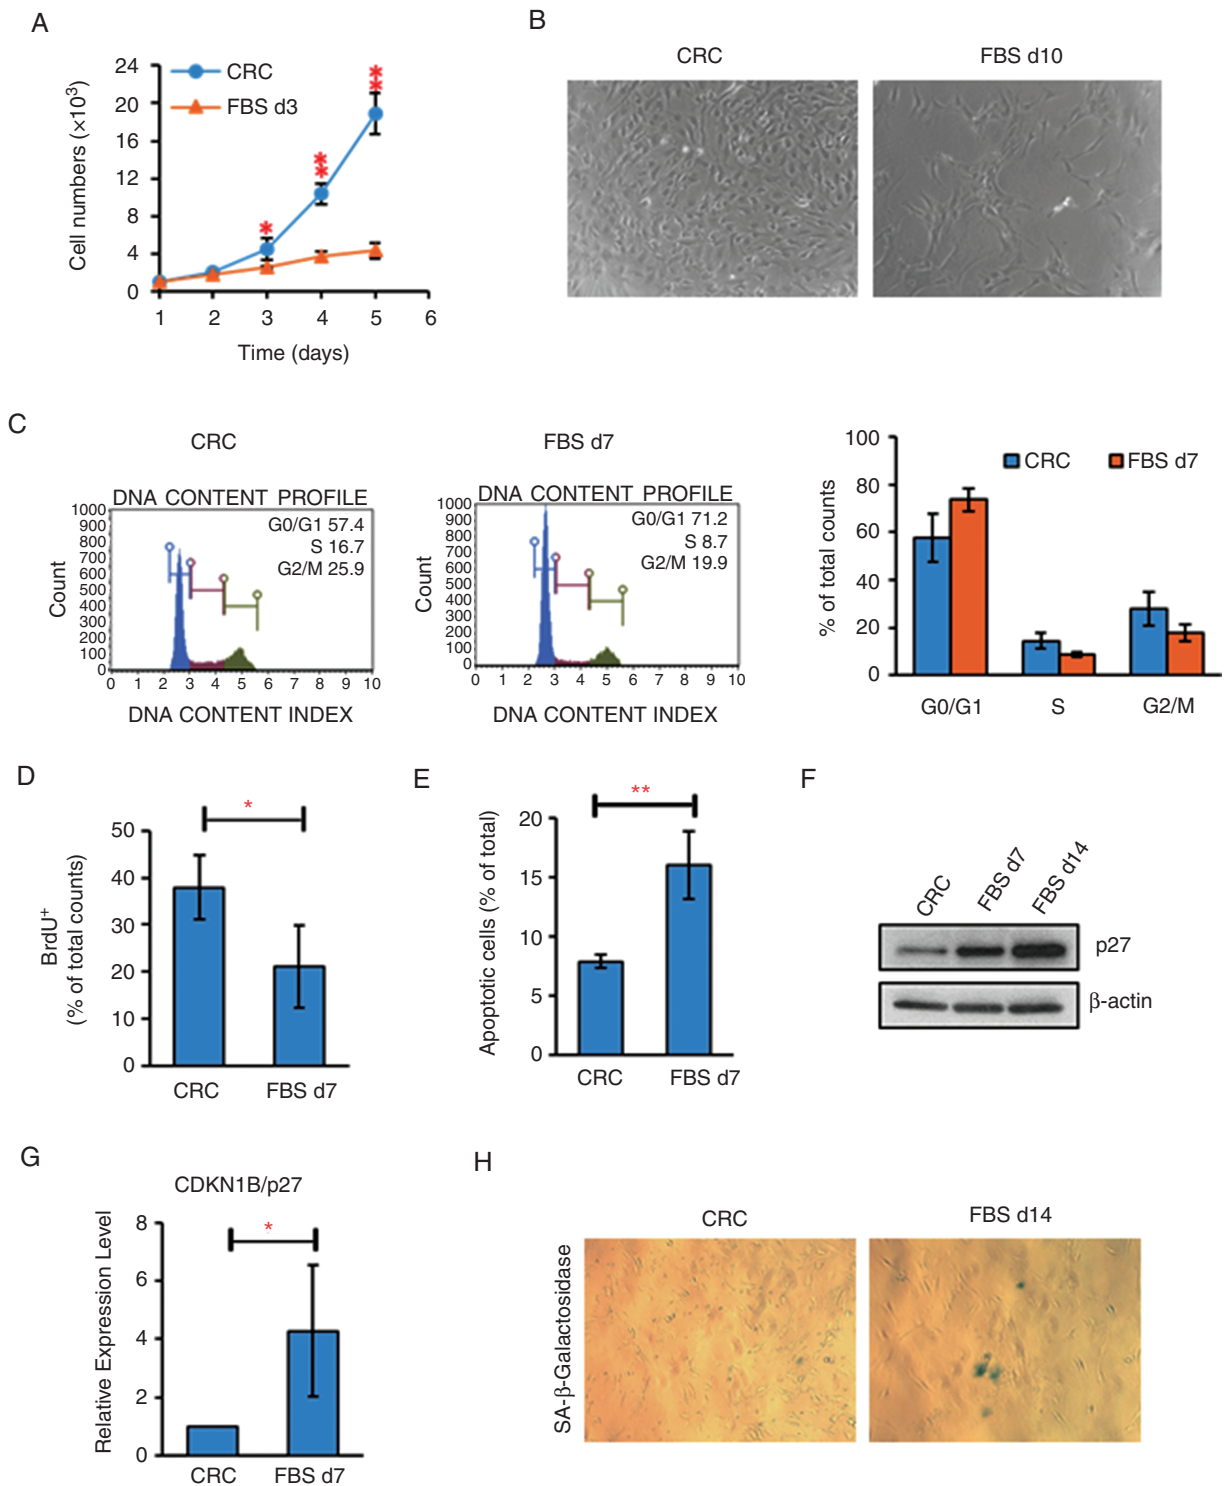 A
24
20
16
12
8
4
0
Cell numbers (×10³)
CRC
FBS d3
*
**
**
1 2 3 4 5 6
Time (days)
B
CRC
FBS d10
C
CRC
DNA CONTENT PROFILE
G0/G1 57.4
S 16.7
G2/M 25.9
1000
900
800
700
600
500
400
300
200
100
0
Count
0 1 2 3 4 5 6 7 8 9 10
DNA CONTENT INDEX
FBS d7
DNA CONTENT PROFILE
G0/G1 71.2
S 8.7
G2/M 19.9
1000
900
800
700
600
500
400
300
200
100
0
Count
0 1 2 3 4 5 6 7 8 9 10
DNA CONTENT INDEX
100
80
60
40
20
0
% of total counts
CRC
FBS d7
G0/G1 S G2/M
D
*
50
40
30
20
10
0
BrdU⁺
(% of total counts)
CRC FBS d7
E
**
20
15
10
5
0
Apoptotic cells (% of total)
CRC FBS d7
F
CRC
FBS d7
FBS d14
p27
β-actin
G
CDKN1B/p27
*
8
6
4
2
0
Relative Expression Level
CRC FBS d7
H
CRC
FBS d14
SA-β-Galactosidase